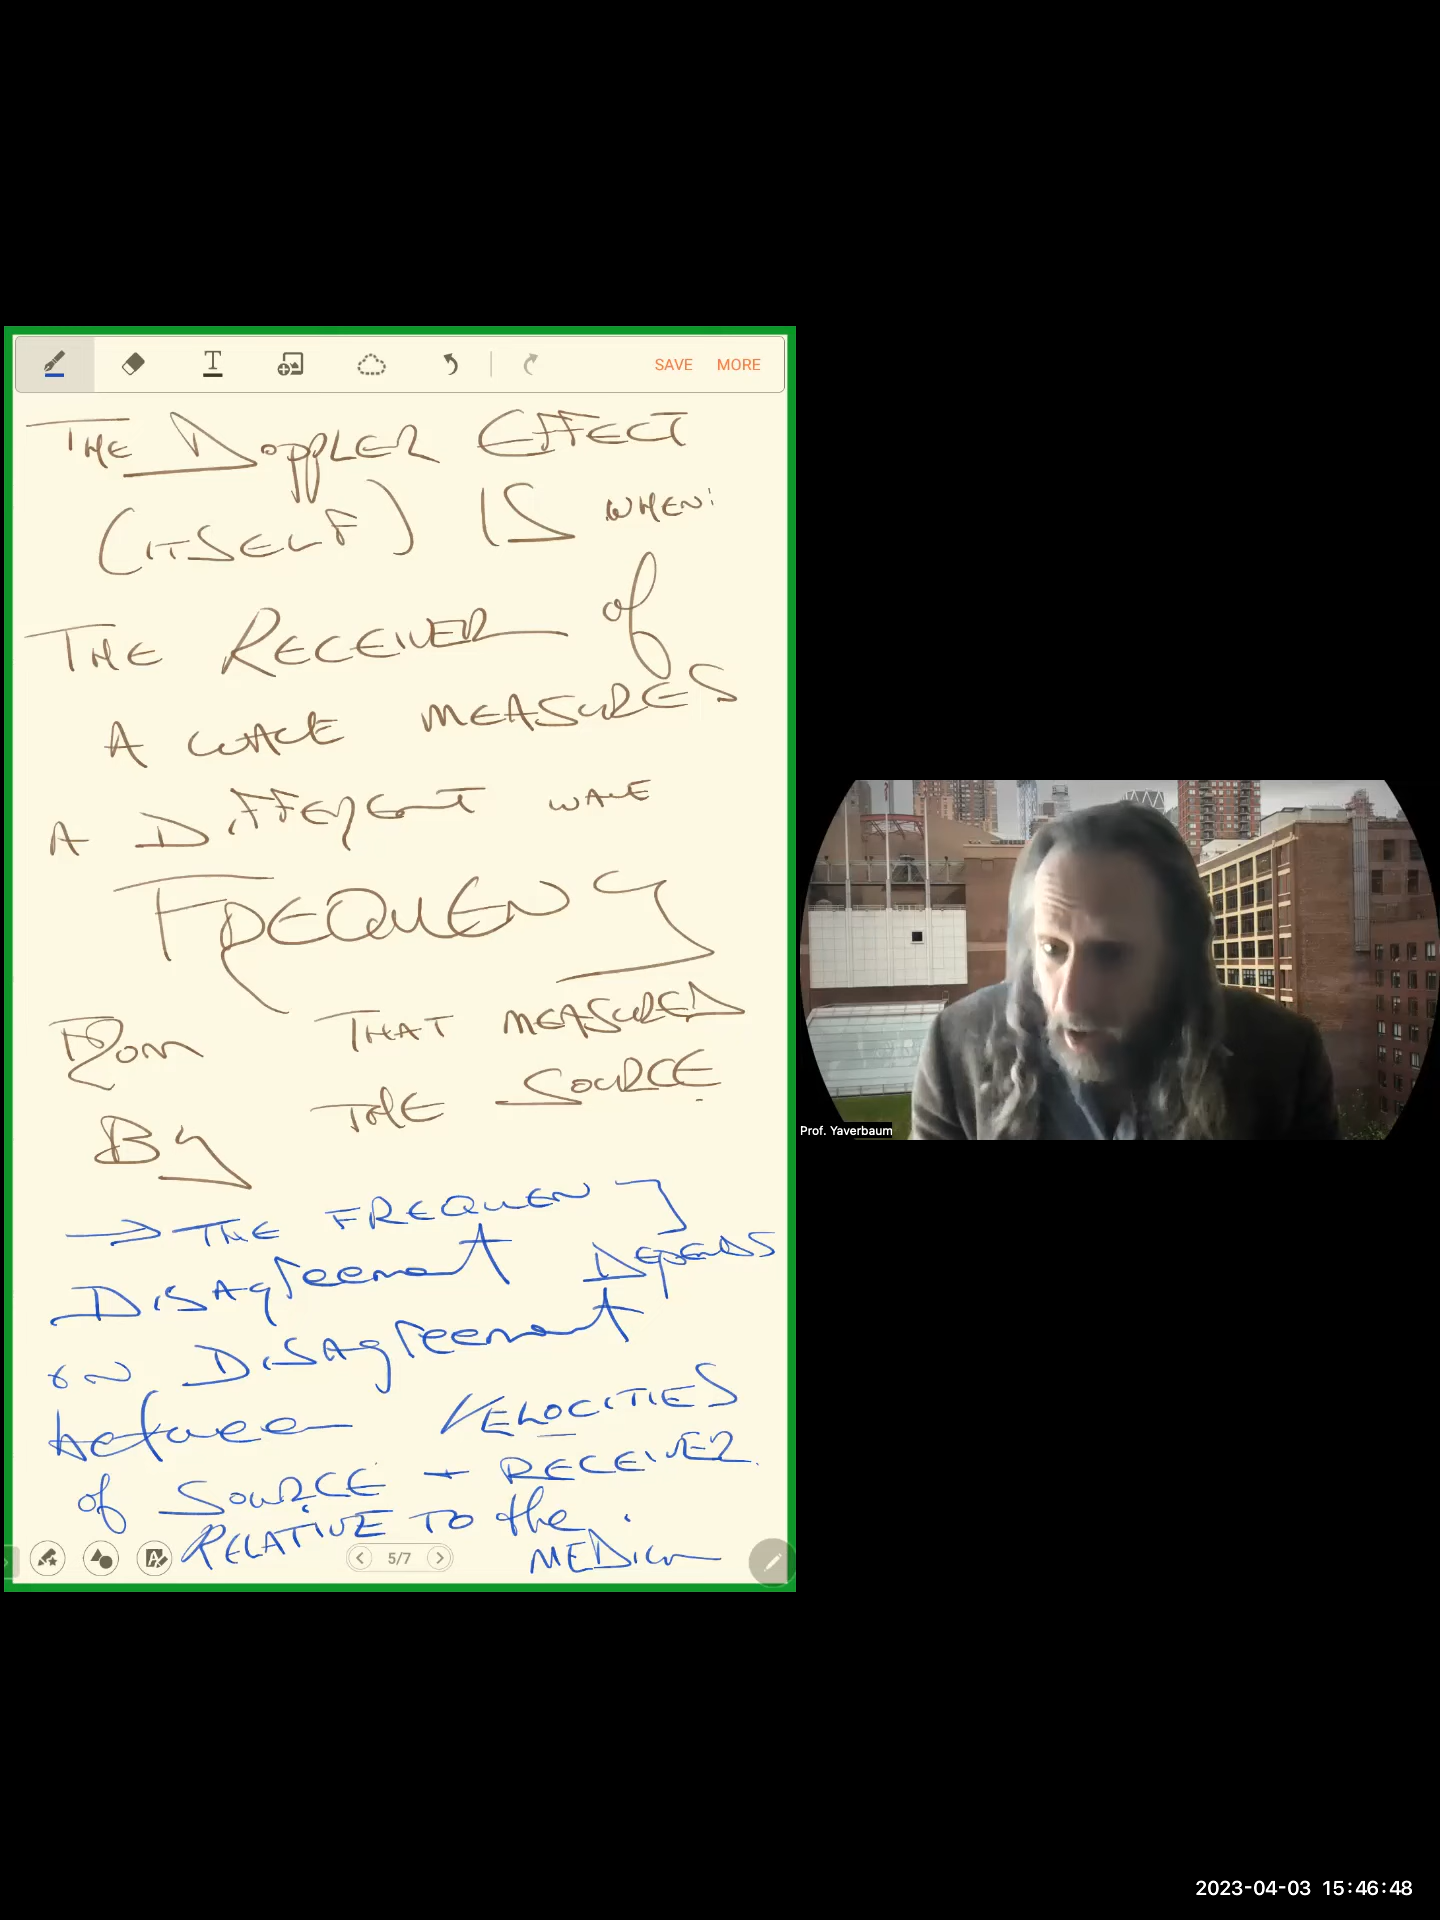 T
SAVE MORE
THE DOPPLER EFFECT
(ITSELF) IS WHEN:
THE RECEIVER of
A WAVE MEASURES
A DIFFERENT WAVE
FREQUENCY
FROM THAT MEASURED
BY THE SOURCE.
→ THE FREQUENCY
DISAgreement DEPENDS
ON DISAgreement
between VELOCITIES
of SOURCE + RECEIVER
RELATIVE TO the
MEDIUM
5/7
Prof. Yaverbaum
2023-04-03 15:46:48